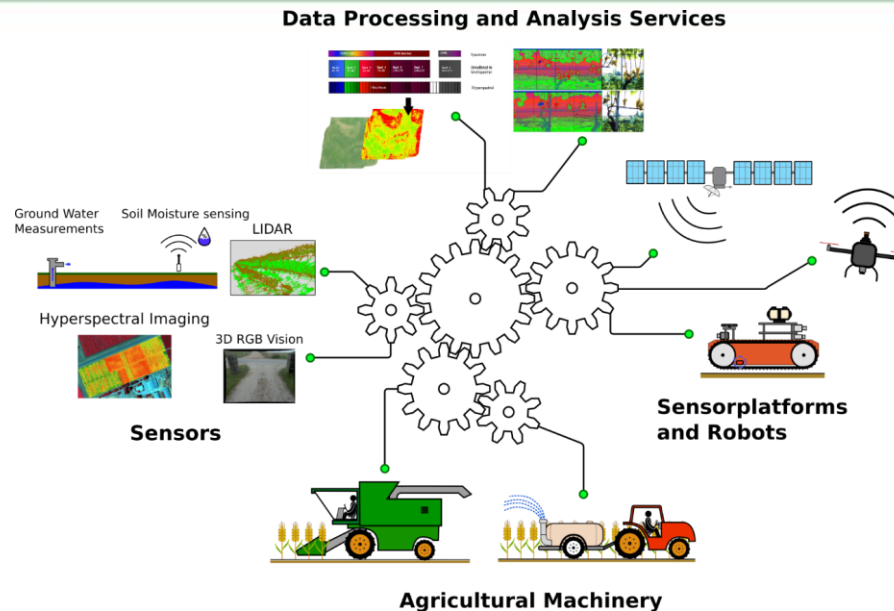 Data Processing and Analysis Services
Ground Water
Measurements
Soil Moisture sensing
LIDAR
Hyperspectral Imaging
3D RGB Vision
Sensors
Sensorplatforms
and Robots
Agricultural Machinery